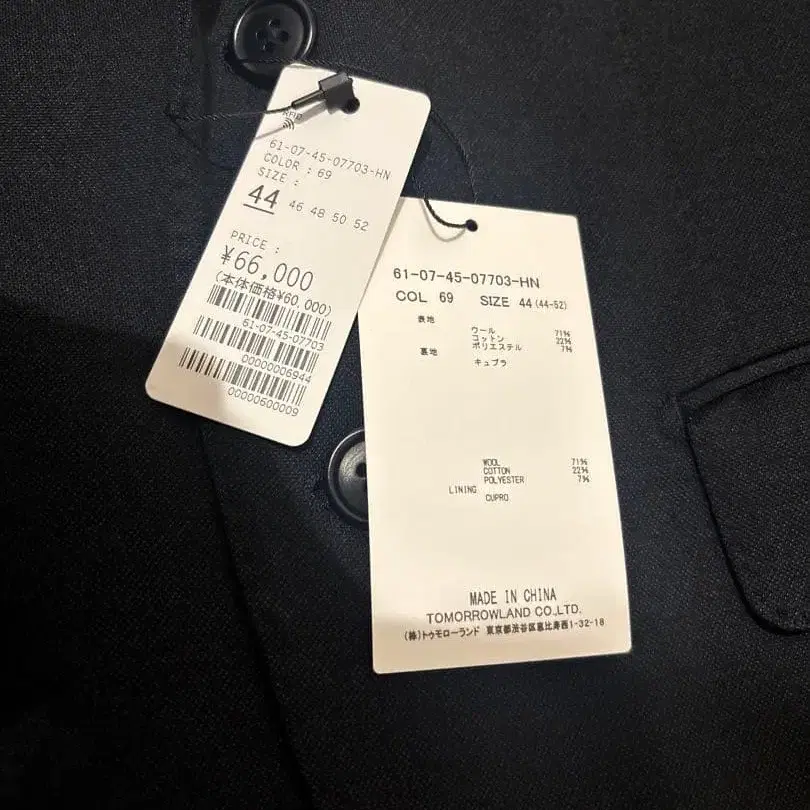 RFID
61-07-45-07703-HN
COLOR : 69
SIZE :
44 46 48 50 52
PRICE :
¥66,000
(本体価格¥60,000)
61-07-45-07703
00000006944
00000600009
61-07-45-07703-HN
COL 69 SIZE 44 (44-52)
表地
ウール 71%
コットン 22%
ポリエステル 7%
裏地
キュプラ
WOOL 71%
COTTON 22%
POLYESTER 7%
LINING
CUPRO
MADE IN CHINA
TOMORROWLAND CO.,LTD.
(株)トゥモローランド 東京都渋谷区恵比寿西1-32-18